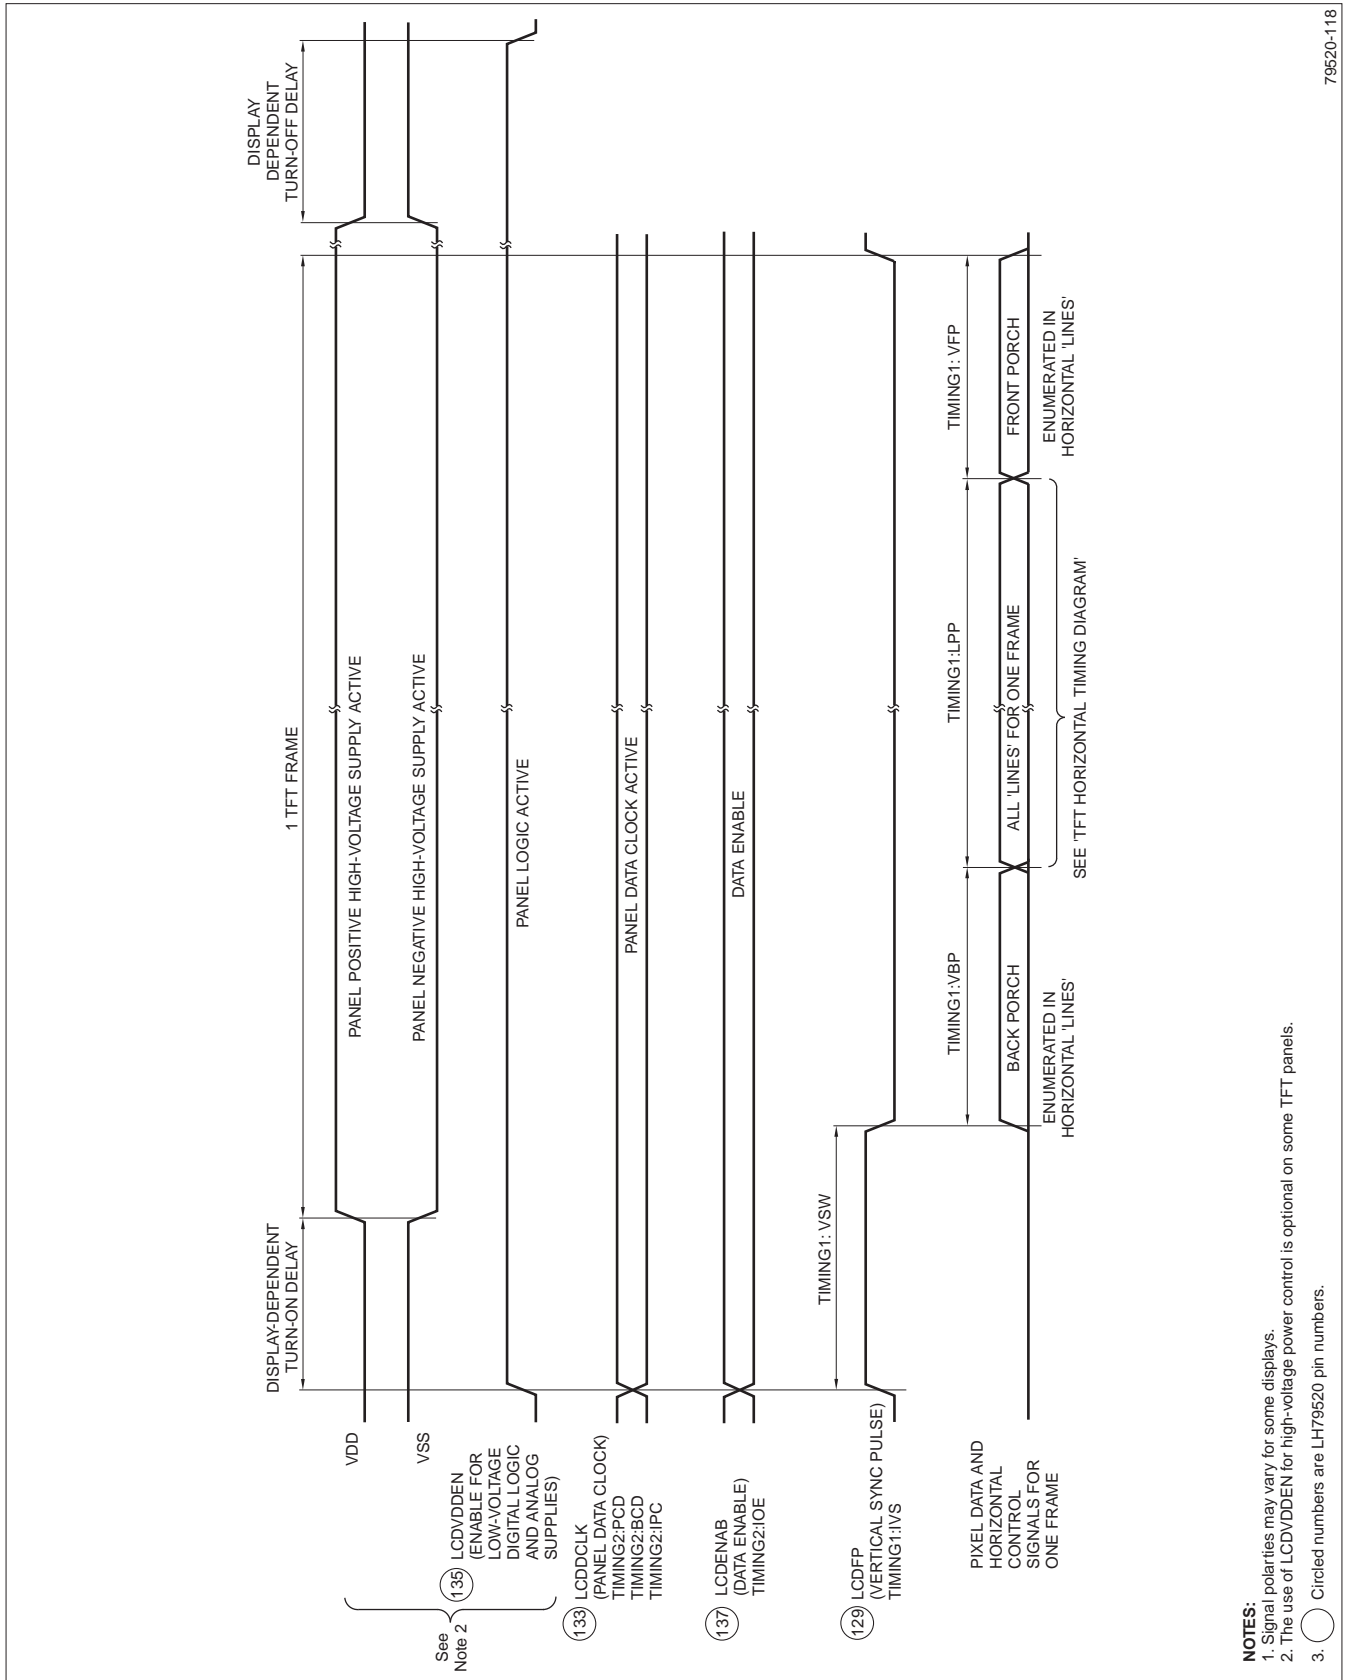 1 TFT FRAME
DISPLAY-DEPENDENT
TURN-ON DELAY
DISPLAY
DEPENDENT
TURN-OFF DELAY
VDD
PANEL POSITIVE HIGH-VOLTAGE SUPPLY ACTIVE
VSS
PANEL NEGATIVE HIGH-VOLTAGE SUPPLY ACTIVE
See
Note 2
135
LCDVDDEN
(ENABLE FOR
LOW-VOLTAGE
DIGITAL LOGIC
AND ANALOG
SUPPLIES)
PANEL LOGIC ACTIVE
133
LCDDCLK
(PANEL DATA CLOCK)
TIMING2:PCD
TIMING2:BCD
TIMING2:IPC
PANEL DATA CLOCK ACTIVE
137
LCDENAB
(DATA ENABLE)
TIMING2:IOE
DATA ENABLE
TIMING1: VSW
129
LCDFP
(VERTICAL SYNC PULSE)
TIMING1:IVS
TIMING1:VBP
TIMING1:LPP
TIMING1: VFP
PIXEL DATA AND
HORIZONTAL
CONTROL
SIGNALS FOR
ONE FRAME
BACK PORCH
ALL 'LINES' FOR ONE FRAME
FRONT PORCH
ENUMERATED IN
HORIZONTAL 'LINES'
SEE 'TFT HORIZONTAL TIMING DIAGRAM'
ENUMERATED IN
HORIZONTAL 'LINES'
NOTES:
1. Signal polarties may vary for some displays.
2. The use of LCDVDDEN for high-voltage power control is optional on some TFT panels.
3. Circled numbers are LH79520 pin numbers.
79520-118